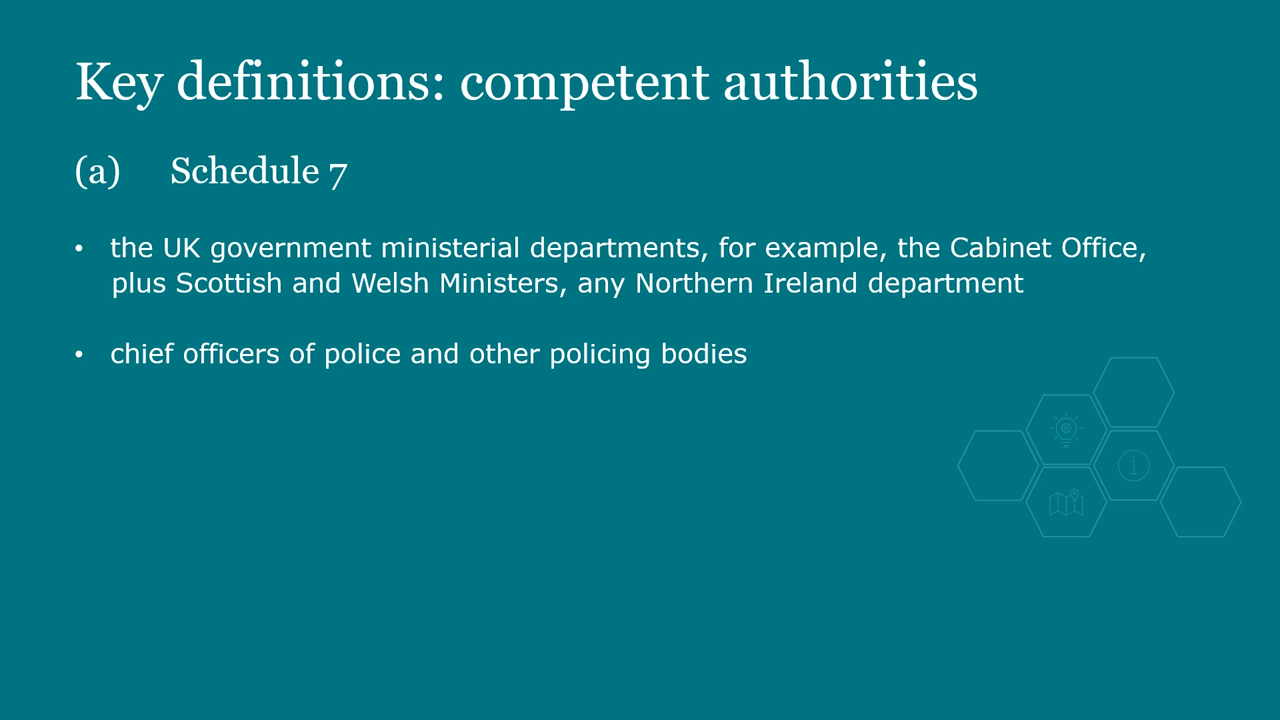 Key definitions: competent authorities
(a) Schedule 7
• the UK government ministerial departments, for example, the Cabinet Office,
plus Scottish and Welsh Ministers, any Northern Ireland department
• chief officers of police and other policing bodies
i